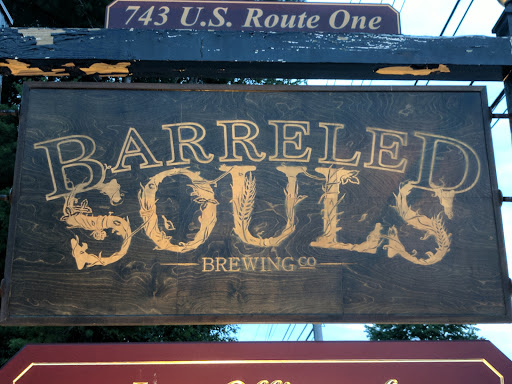 743 U.S. Route One
BARRELED
SOULS
BREWING CO